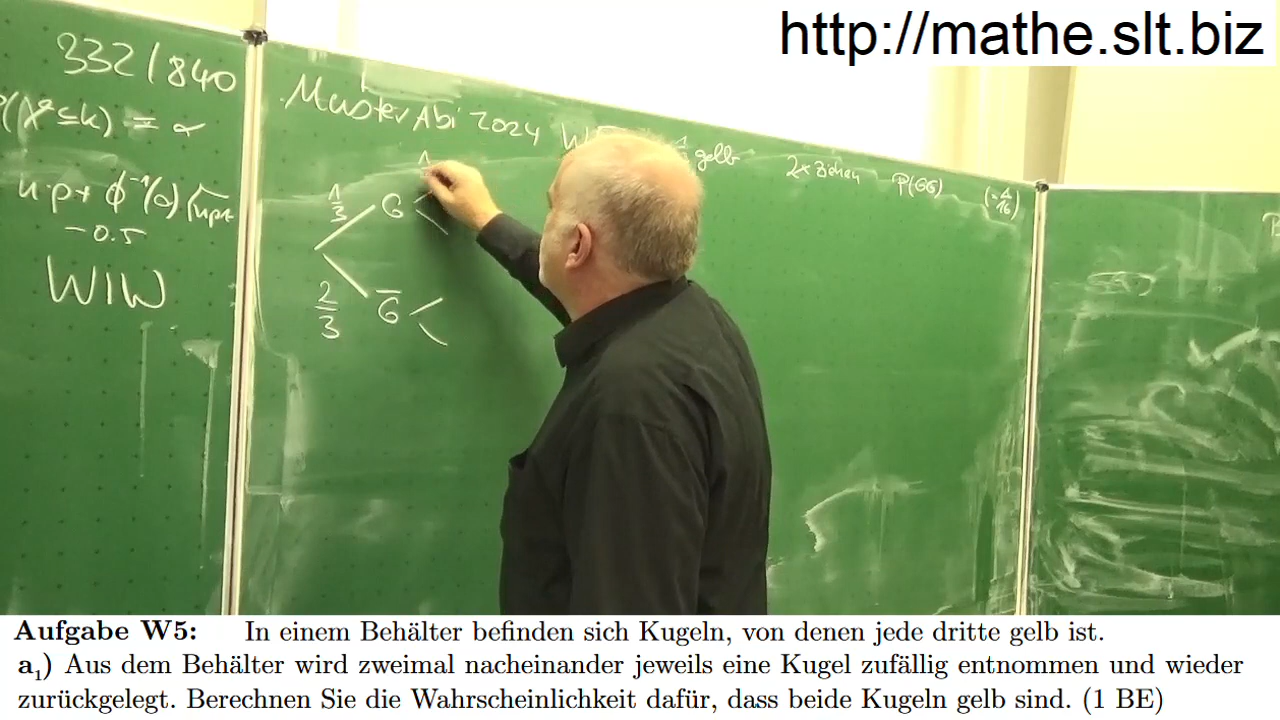 http://mathe.slt.biz
332/840
(X ≤ k) = α
n·p+ φ⁻¹(α)
-0.5
WIW
MusterAbi 2024
gelb
2x Ziehen
P(GG)
1/3
G
2/3
G̅
Aufgabe W5: In einem Behälter befinden sich Kugeln, von denen jede dritte gelb ist.
a₁) Aus dem Behälter wird zweimal nacheinander jeweils eine Kugel zufällig entnommen und wieder
zurückgelegt. Berechnen Sie die Wahrscheinlichkeit dafür, dass beide Kugeln gelb sind. (1 BE)